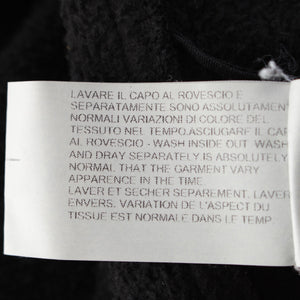 LAVARE IL CAPO AL ROVESCIO E
SEPARATAMENTE SONO ASSOLUTAMEN
NORMALI VARIAZIONI DI COLORE DEL
TESSUTO NEL TEMPO.ASCIUGARE IL CAP
AL ROVESCIO - WASH INSIDE OUT WASH
AND DRAY SEPARATELY IS ABSOLUTELY
NORMAL THAT THE GARMENT VARY
APPARENCE IN THE TIME
LAVER ET SECHER SEPAREMENT, LAVER
ENVERS. VARIATION DE L'ASPECT DU
TISSUE EST NORMALE DANS LE TEMP